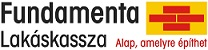 Fundamenta
Lakáskassza
Alap, amelyre építhet